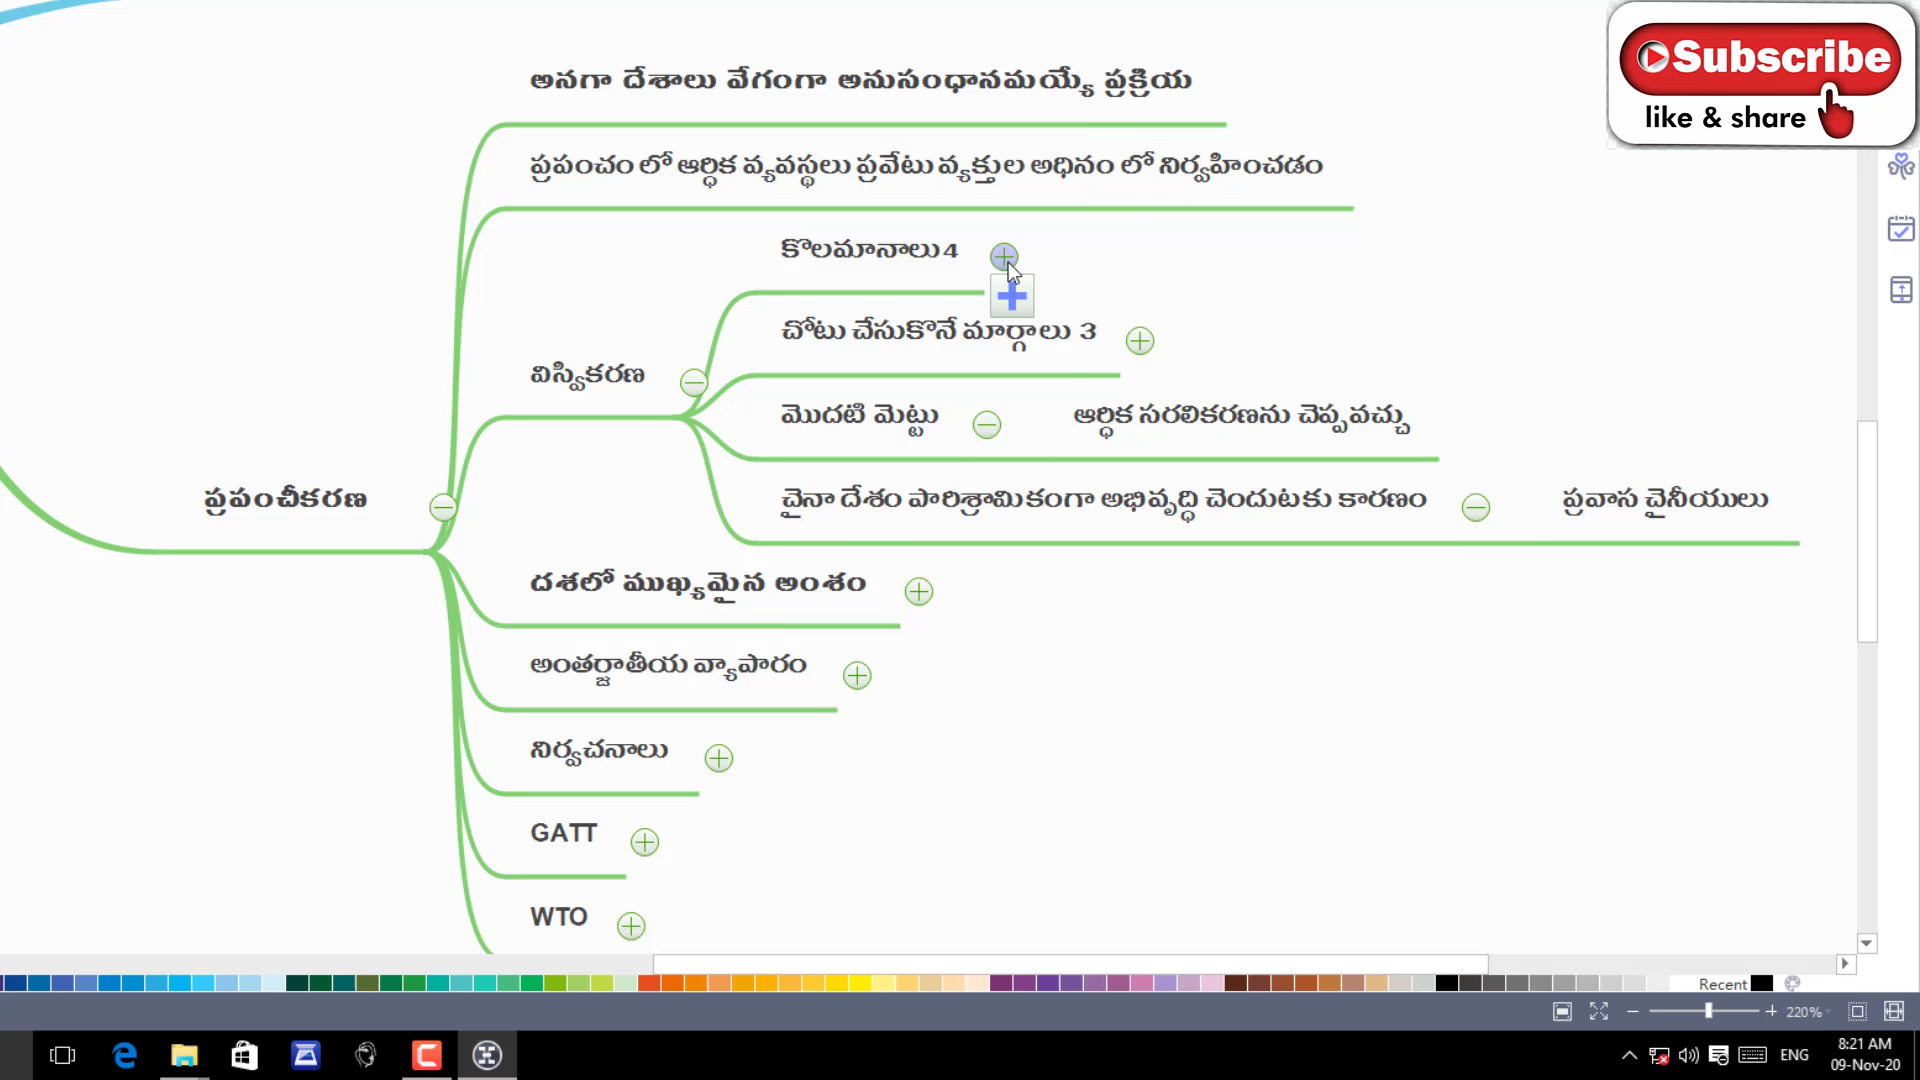 Subscribe
like & share
అనగా దేశాలు వేగంగా అనుసంధానమయ్యే ప్రక్రియ
ప్రపంచం లో ఆర్ధిక వ్యవస్థలు ప్రవేటు వ్యక్తుల అధినం లో నిర్వహించడం
కొలమానాలు4
చోటు చేసుకొనే మార్గాలు 3
విస్వికరణ
మొదటి మెట్టు
ఆర్ధిక సరలికరణను చెప్పవచ్చు
ప్రపంచీకరణ
చైనా దేశం పారిశ్రామికంగా అభివృద్ధి చెందుటకు కారణం
ప్రవాస చైనీయులు
దశలో ముఖ్యమైన అంశం
అంతర్జాతీయ వ్యాపారం
నిర్వచనాలు
GATT
WTO
Recent
220%
ENG
8:21 AM
09-Nov-20